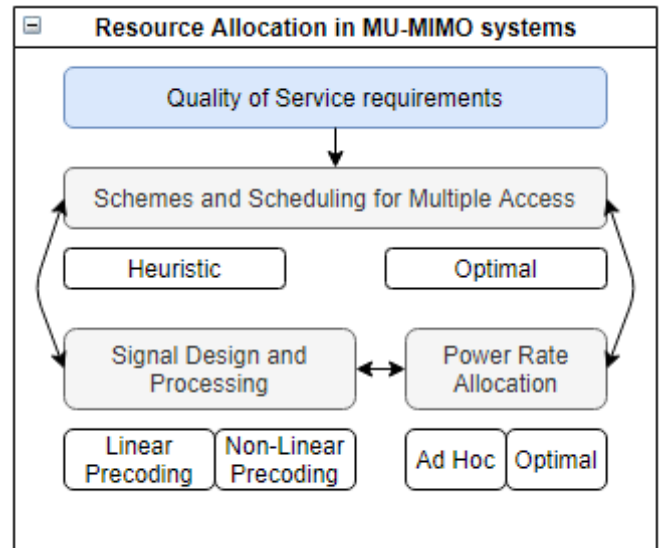 Resource Allocation in MU-MIMO systems
Quality of Service requirements
Schemes and Scheduling for Multiple Access
Heuristic
Optimal
Signal Design and
Processing
Power Rate
Allocation
Linear
Precoding
Non-Linear
Precoding
Ad Hoc
Optimal